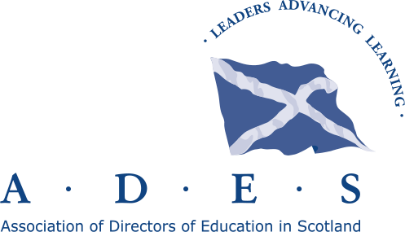 · LEADERS ADVANCING LEARNING ·
A · D · E · S
Association of Directors of Education in Scotland